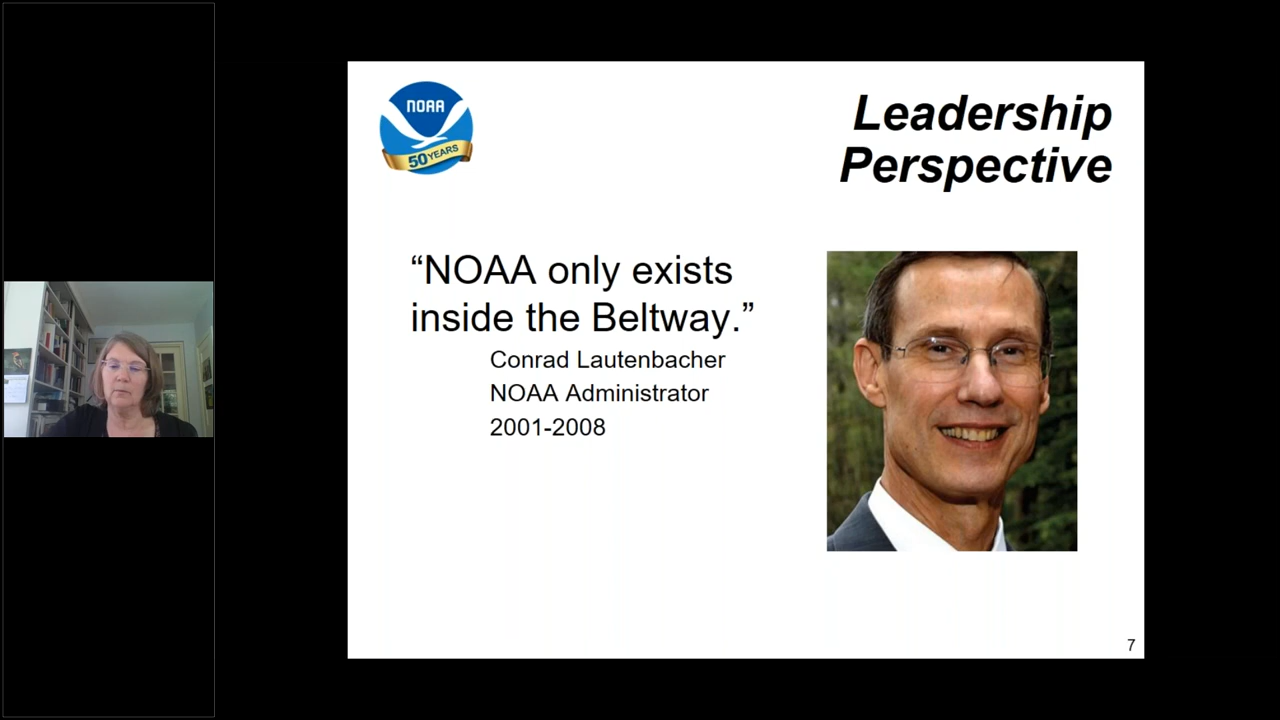 NOAA
50 YEARS
Leadership
Perspective
“NOAA only exists
inside the Beltway.”
Conrad Lautenbacher
NOAA Administrator
2001-2008
7